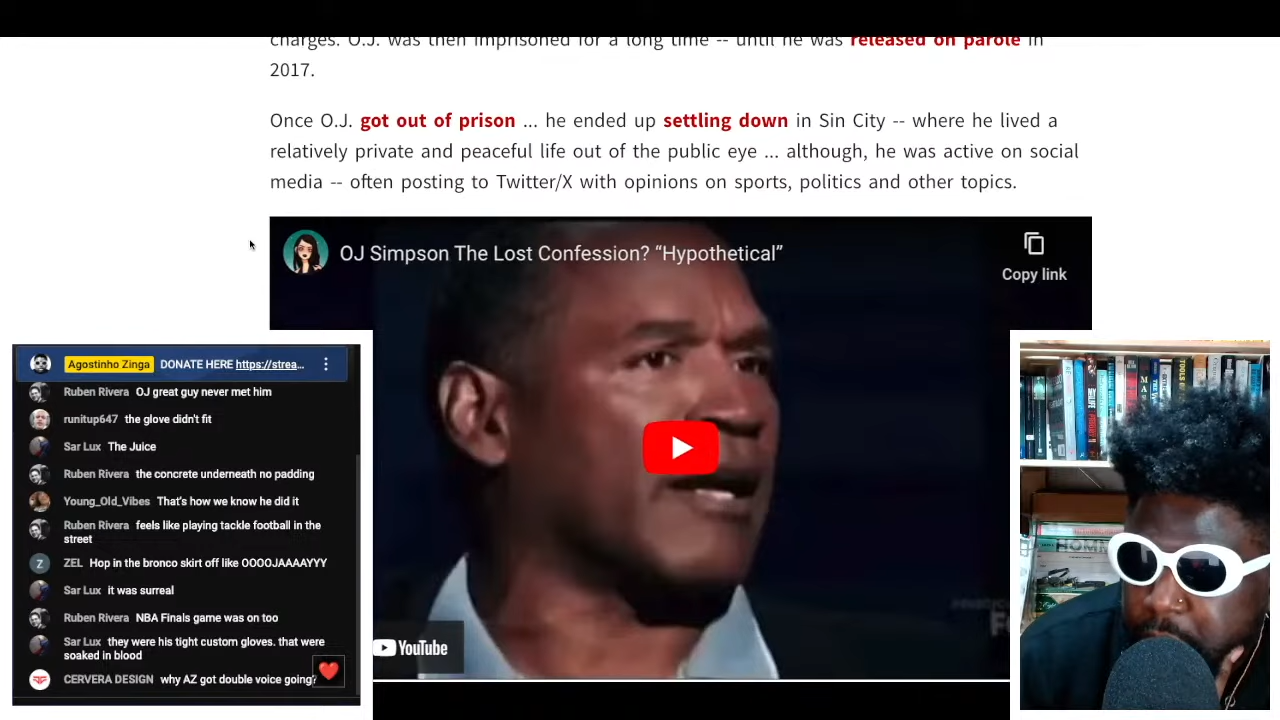 charges. O.J. was then imprisoned for a long time -- until he was released on parole in
2017.
Once O.J. got out of prison ... he ended up settling down in Sin City -- where he lived a
relatively private and peaceful life out of the public eye ... although, he was active on social
media -- often posting to Twitter/X with opinions on sports, politics and other topics.
OJ Simpson The Lost Confession? “Hypothetical”
Copy link
YouTube
Agostinho Zinga DONATE HERE https://strea...
Ruben Rivera OJ great guy never met him
runitup647 the glove didn't fit
Sar Lux The Juice
Ruben Rivera the concrete underneath no padding
Young_Old_Vibes That's how we know he did it
Ruben Rivera feels like playing tackle football in the
street
Z ZEL Hop in the bronco skirt off like OOOOJAAAAYYY
Sar Lux it was surreal
Ruben Rivera NBA Finals game was on too
Sar Lux they were his tight custom gloves. that were
soaked in blood
CERVERA DESIGN why AZ got double voice going?